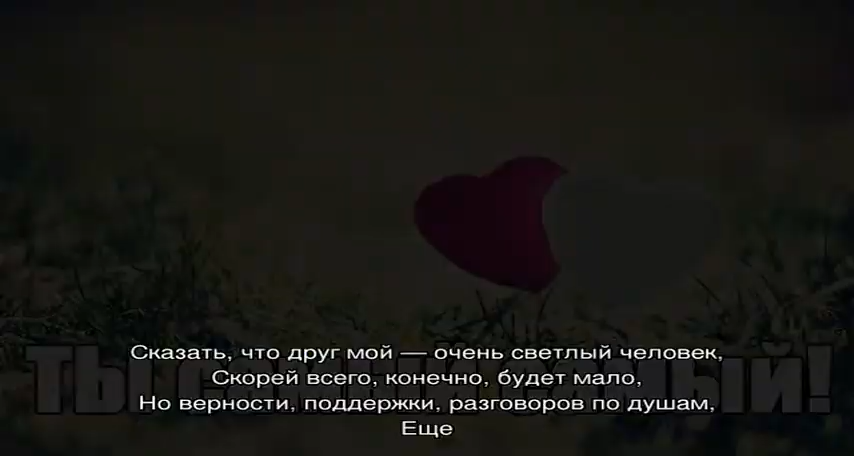 Сказать, что друг мой — очень светлый человек,
Скорей всего, конечно, будет мало,
Но верности, поддержки, разговоров по душам,
Еще